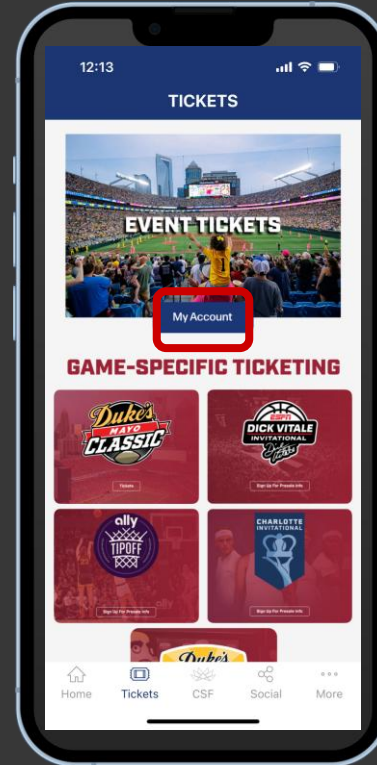 12:13
TICKETS
EVENT TICKETS
My Account
GAME-SPECIFIC TICKETING
Duke's
MAYO
CLASSIC
Tickets
ESPN
DICK VITALE
INVITATIONAL
Sign Up For Presale Info
ally
TIPOFF
Sign Up For Presale Info
CHARLOTTE
INVITATIONAL
Sign Up For Presale Info
Duke's
Home
Tickets
CSF
Social
More